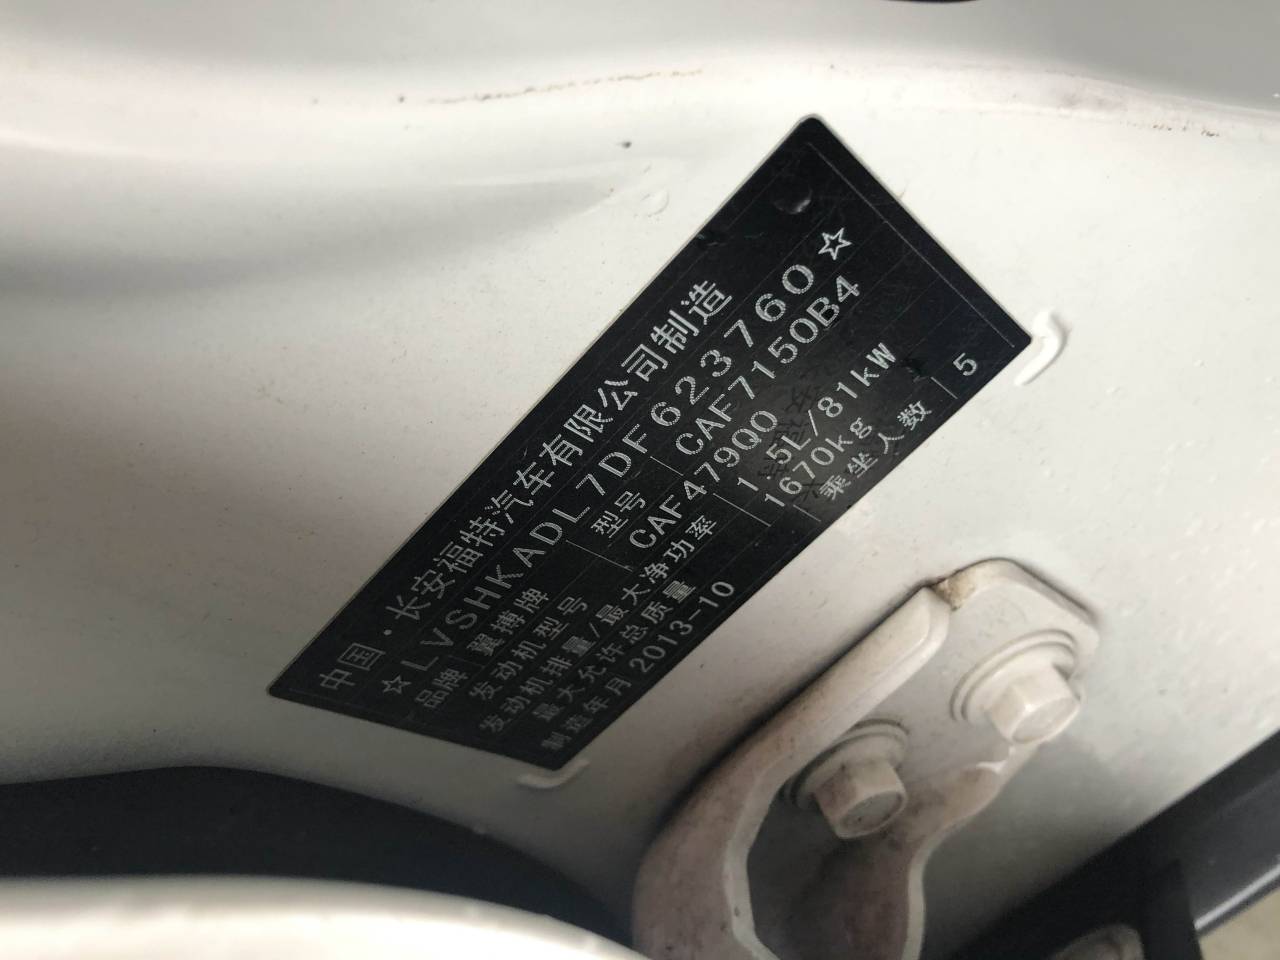 中国·长安福特汽车有限公司制造
☆LVSHKADL7DF623760☆
品牌 翼搏牌 型号 CAF7150B4
发动机型号 CAF479Q0
发动机排量/最大净功率 1.5L/81kW
最大允许总质量 1670kg 乘坐人数 5
制造年月 2013-10